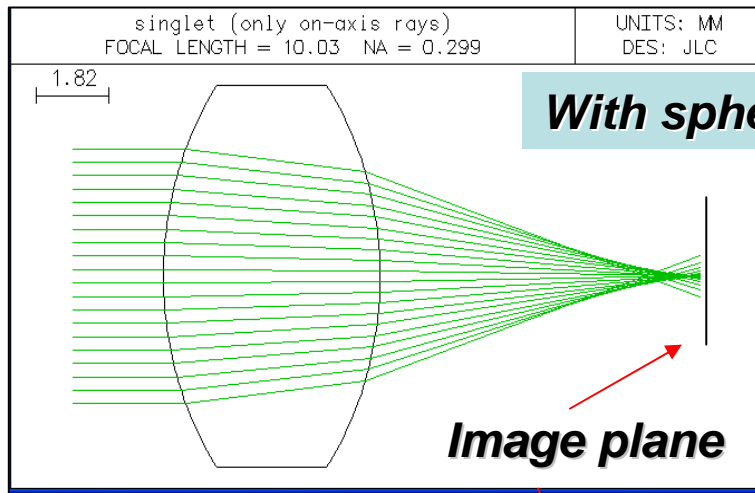 singlet (only on-axis rays)
FOCAL LENGTH = 10.03 NA = 0.299
UNITS: MM
DES: JLC
1.82
With sphe
Image plane